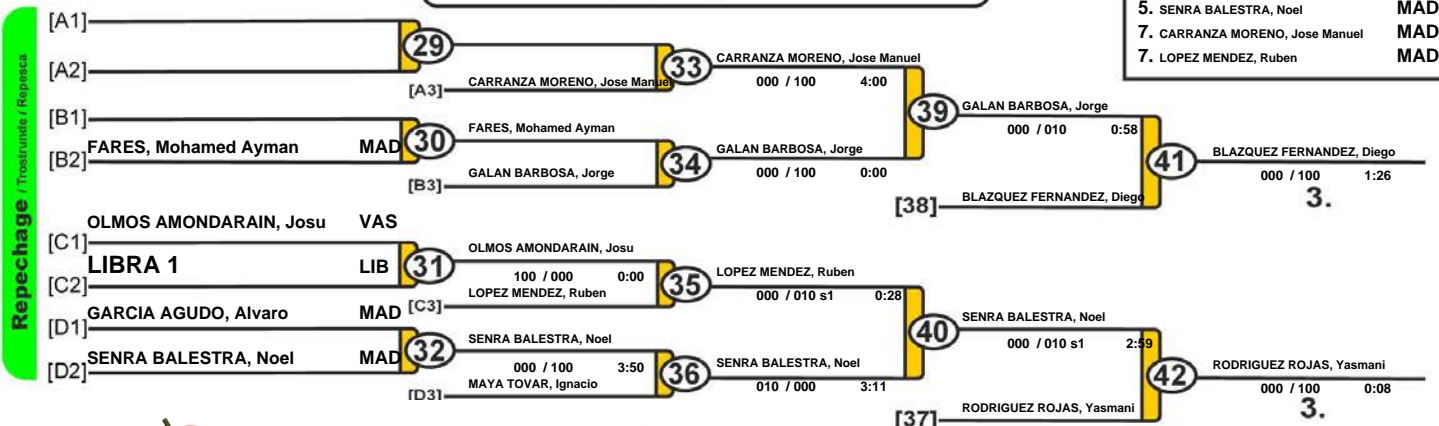 Repechage / Trostrunde / Repesca
[A1]
[A2]
29
[A3]
CARRANZA MORENO, Jose Manuel
33
CARRANZA MORENO, Jose Manuel
000 / 100 4:00
[B1]
[B2]
FARES, Mohamed Ayman MAD
30
FARES, Mohamed Ayman
[B3]
GALAN BARBOSA, Jorge
34
GALAN BARBOSA, Jorge
000 / 100 0:00
39
GALAN BARBOSA, Jorge
000 / 010 0:58
[38]
BLAZQUEZ FERNANDEZ, Diego
41
BLAZQUEZ FERNANDEZ, Diego
000 / 100 1:26
3.
OLMOS AMONDARAIN, Josu VAS
[C1]
LIBRA 1 LIB
[C2]
31
OLMOS AMONDARAIN, Josu
100 / 000 0:00
LOPEZ MENDEZ, Ruben
[C3]
35
LOPEZ MENDEZ, Ruben
000 / 010 s1 0:28
GARCIA AGUDO, Alvaro MAD
[D1]
SENRA BALESTRA, Noel MAD
[D2]
32
SENRA BALESTRA, Noel
000 / 100 3:50
MAYA TOVAR, Ignacio
[D3]
36
SENRA BALESTRA, Noel
010 / 000 3:11
40
SENRA BALESTRA, Noel
000 / 010 s1 2:59
[37]
RODRIGUEZ ROJAS, Yasmani
42
RODRIGUEZ ROJAS, Yasmani
000 / 100 0:08
3.
5. SENRA BALESTRA, Noel MAD
7. CARRANZA MORENO, Jose Manuel MAD
7. LOPEZ MENDEZ, Ruben MAD